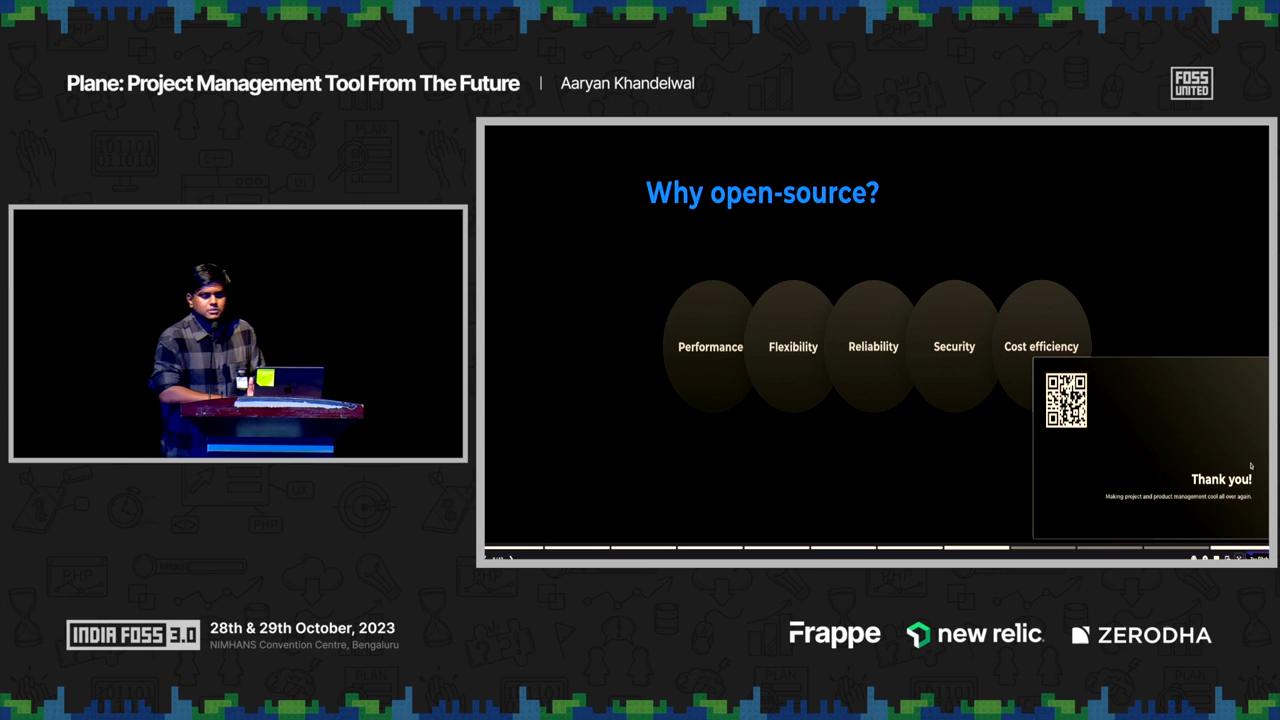 Plane: Project Management Tool From The Future | Aaryan Khandelwal
FOSS
UNITED
Why open-source?
Performance
Flexibility
Reliability
Security
Cost efficiency
Thank you!
Making project and product management cool all over again.
INDIA FOSS 3.0
28th & 29th October, 2023
NIMHANS Convention Centre, Bengaluru
Frappe
new relic
ZERODHA